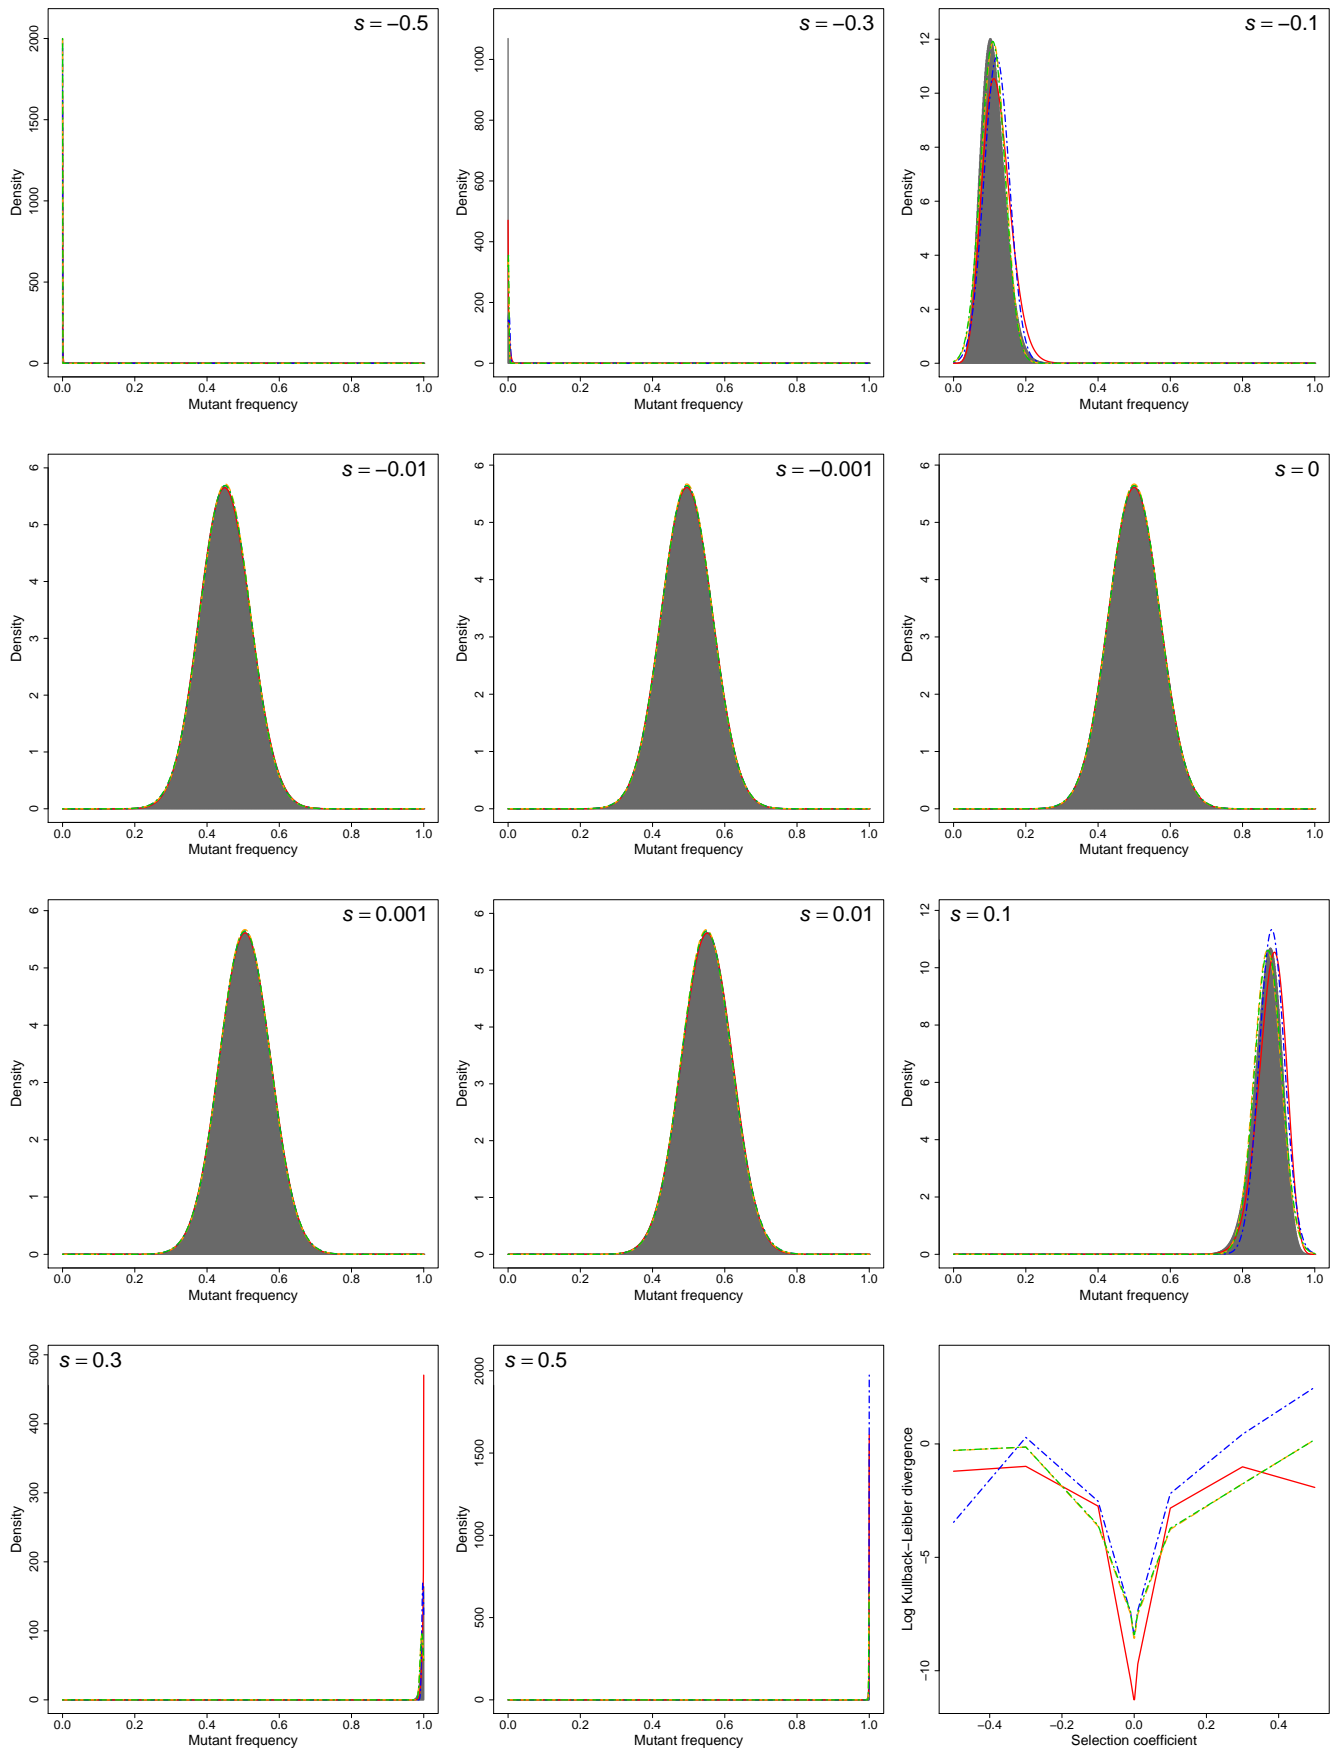 s = −0.5
Density
0 500 1000 1500 2000
0.0 0.2 0.4 0.6 0.8 1.0
Mutant frequency
s = −0.3
Density
0 200 400 600 800 1000
0.0 0.2 0.4 0.6 0.8 1.0
Mutant frequency
s = −0.1
Density
0 2 4 6 8 10 12
0.0 0.2 0.4 0.6 0.8 1.0
Mutant frequency
s = −0.01
Density
0 1 2 3 4 5 6
0.0 0.2 0.4 0.6 0.8 1.0
Mutant frequency
s = −0.001
Density
0 1 2 3 4 5 6
0.0 0.2 0.4 0.6 0.8 1.0
Mutant frequency
s = 0
Density
0 1 2 3 4 5 6
0.0 0.2 0.4 0.6 0.8 1.0
Mutant frequency
s = 0.001
Density
0 1 2 3 4 5 6
0.0 0.2 0.4 0.6 0.8 1.0
Mutant frequency
s = 0.01
Density
0 1 2 3 4 5 6
0.0 0.2 0.4 0.6 0.8 1.0
Mutant frequency
s = 0.1
Density
0 2 4 6 8 10 12
0.0 0.2 0.4 0.6 0.8 1.0
Mutant frequency
s = 0.3
Density
0 100 200 300 400 500
0.0 0.2 0.4 0.6 0.8 1.0
Mutant frequency
s = 0.5
Density
0 500 1000 1500 2000
0.0 0.2 0.4 0.6 0.8 1.0
Mutant frequency
Log Kullback−Leibler divergence
−10 −5 0
−0.4 −0.2 0.0 0.2 0.4
Selection coefficient